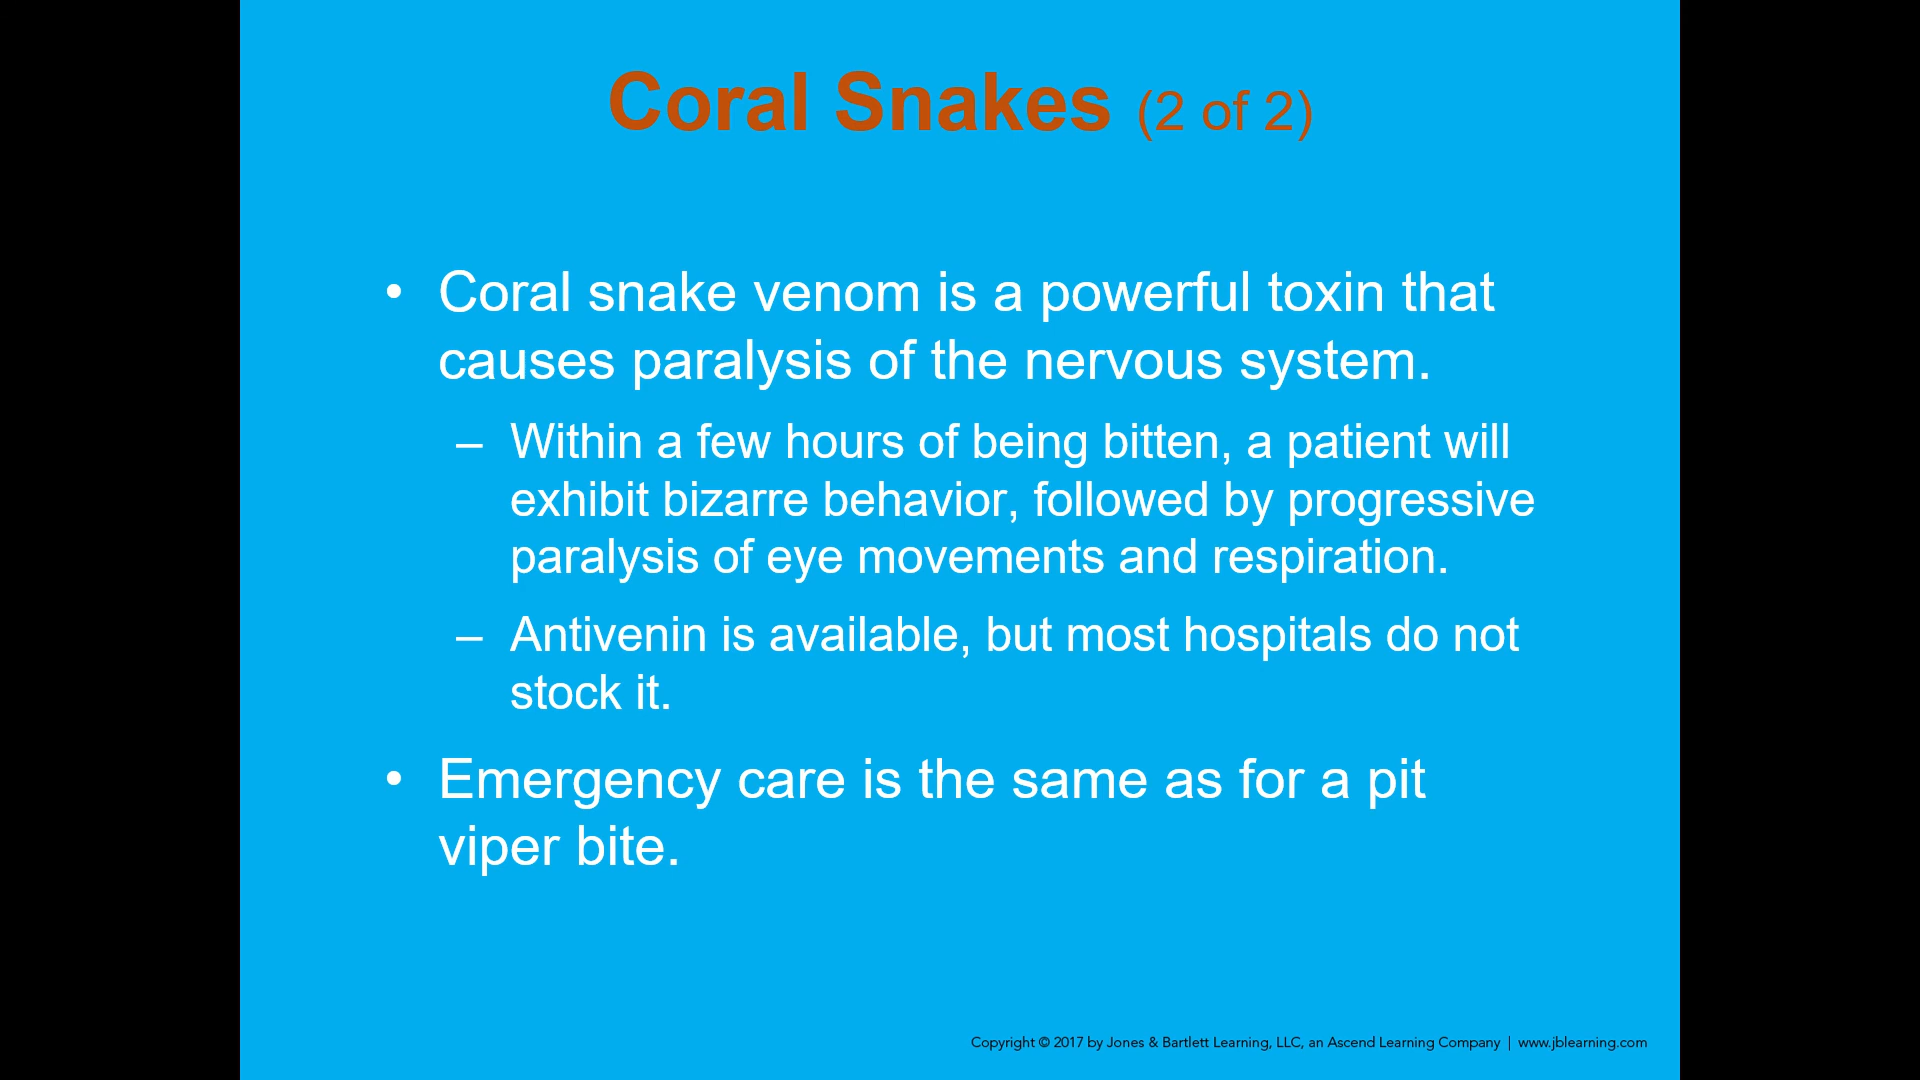 Coral Snakes (2 of 2)
• Coral snake venom is a powerful toxin that
causes paralysis of the nervous system.
– Within a few hours of being bitten, a patient will
exhibit bizarre behavior, followed by progressive
paralysis of eye movements and respiration.
– Antivenin is available, but most hospitals do not
stock it.
• Emergency care is the same as for a pit
viper bite.
Copyright © 2017 by Jones & Bartlett Learning, LLC, an Ascend Learning Company | www.jblearning.com